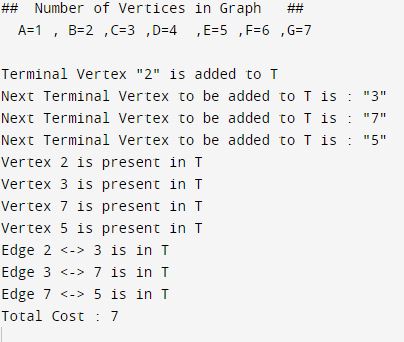 ##  Number of Vertices in Graph   ##
  A=1 , B=2 ,C=3 ,D=4  ,E=5 ,F=6 ,G=7
Terminal Vertex "2" is added to T
Next Terminal Vertex to be added to T is : "3"
Next Terminal Vertex to be added to T is : "7"
Next Terminal Vertex to be added to T is : "5"
Vertex 2 is present in T
Vertex 3 is present in T
Vertex 7 is present in T
Vertex 5 is present in T
Edge 2 <-> 3 is in T
Edge 3 <-> 7 is in T
Edge 7 <-> 5 is in T
Total Cost : 7